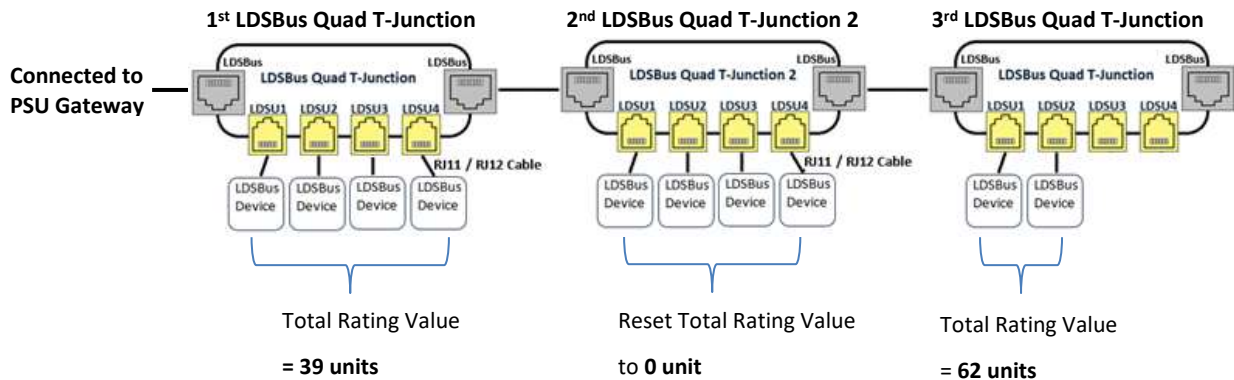 1st LDSBus Quad T-Junction
2nd LDSBus Quad T-Junction 2
3rd LDSBus Quad T-Junction
Connected to
PSU Gateway
LDSBus
LDSBus
LDSBus Quad T-Junction
LDSU1 LDSU2 LDSU3 LDSU4
RJ11 / RJ12 Cable
LDSBus
Device
LDSBus
Device
LDSBus
Device
LDSBus
Device
LDSBus
LDSBus
LDSBus Quad T-Junction 2
LDSU1 LDSU2 LDSU3 LDSU4
RJ11 / RJ12 Cable
LDSBus
Device
LDSBus
Device
LDSBus
Device
LDSBus
Device
LDSBus
LDSBus
LDSBus Quad T-Junction
LDSU1 LDSU2 LDSU3 LDSU4
LDSBus
Device
LDSBus
Device
Total Rating Value
= 39 units
Reset Total Rating Value
to 0 unit
Total Rating Value
= 62 units